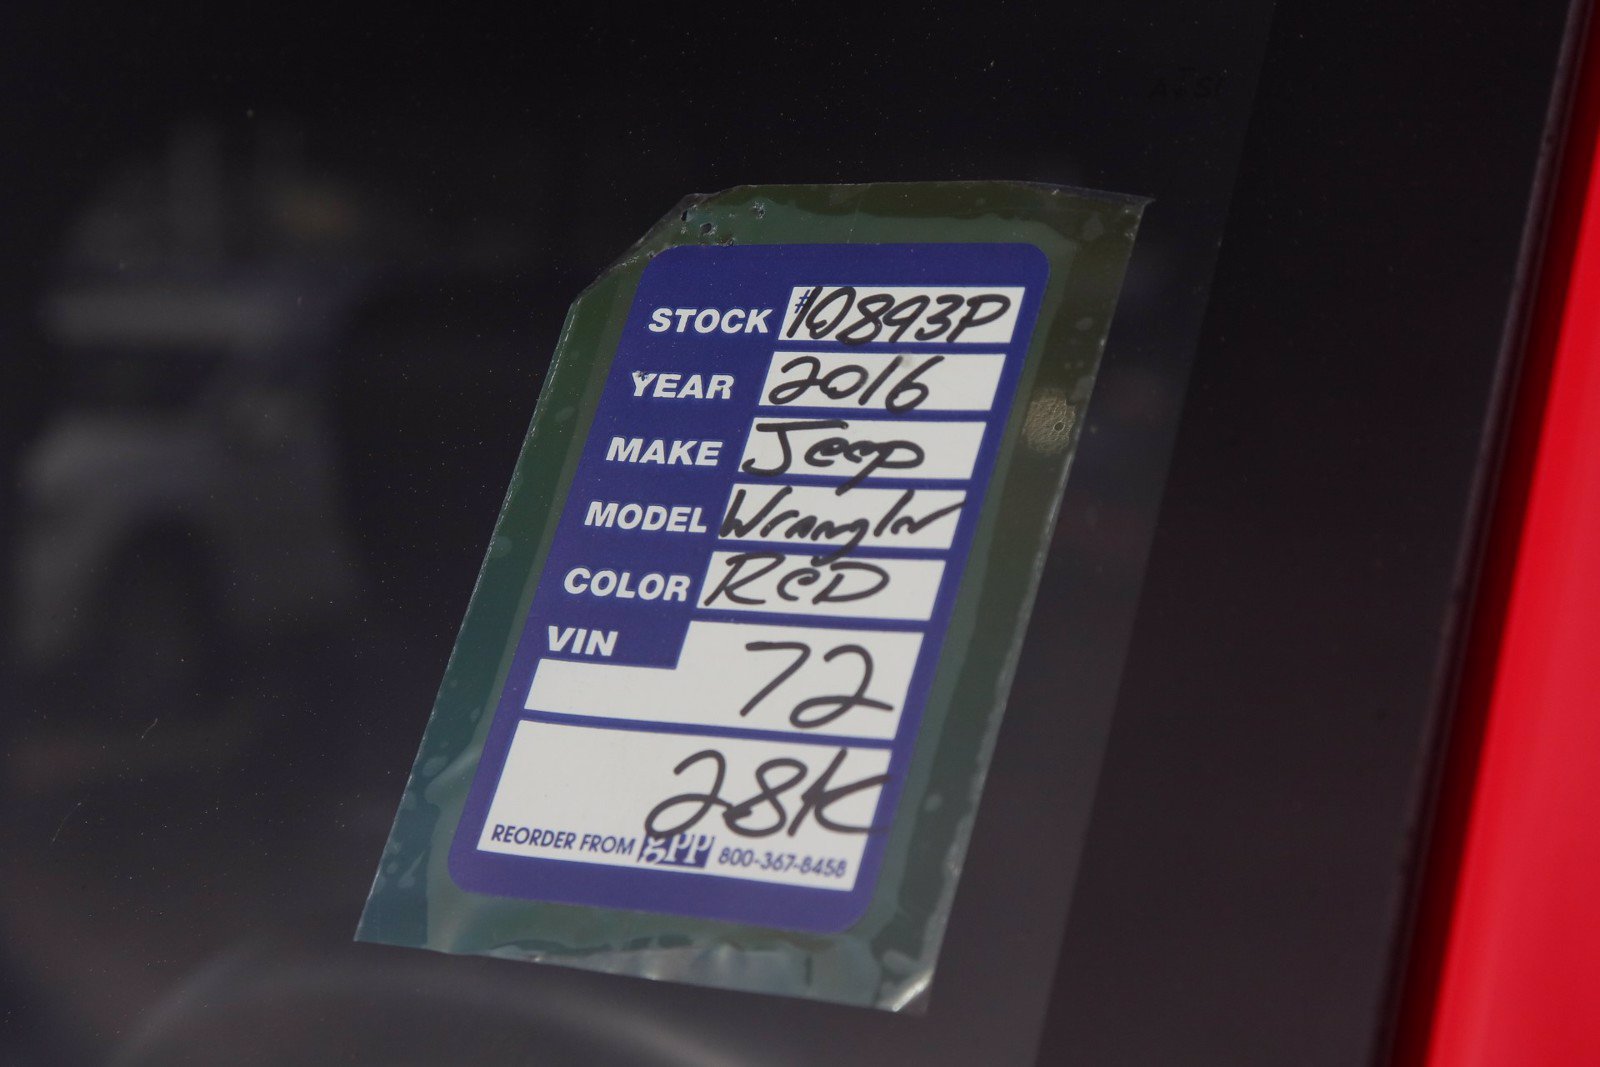 STOCK #10893P
YEAR 2016
MAKE Jeep
MODEL Wrangler
COLOR ReD
VIN 72
28K
REORDER FROM gPP 800-367-8458